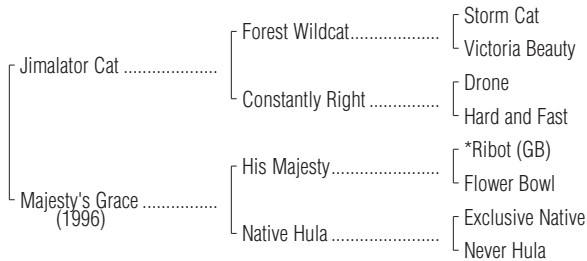 Storm Cat
Forest Wildcat....................
Victoria Beauty
Jimalator Cat .....................
Drone
Constantly Right ................
Hard and Fast
*Ribot (GB)
His Majesty........................
Flower Bowl
Majesty's Grace .................
(1996)
Exclusive Native
Native Hula ........................
Never Hula